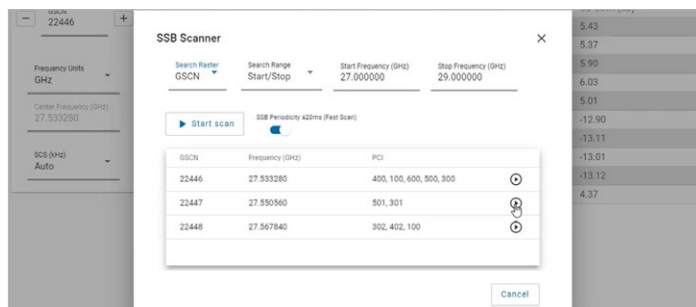 GSCN
22446
Frequency Units
GHz
Center Frequency (GHz)
27.533280
SCS (kHz)
Auto
SSB Scanner
Search Raster
GSCN
Search Range
Start/Stop
Start Frequency (GHz)
27.000000
Stop Frequency (GHz)
29.000000
Start scan
SSB Periodicity ≤20ms (Fast Scan)
GSCN Frequency (GHz) PCI
22446 27.533280 400, 100, 600, 500, 300
22447 27.550560 501, 301
22448 27.567840 302, 402, 100
Cancel
5.43
5.37
5.90
6.03
5.01
-12.90
-13.11
-13.01
-13.12
4.37